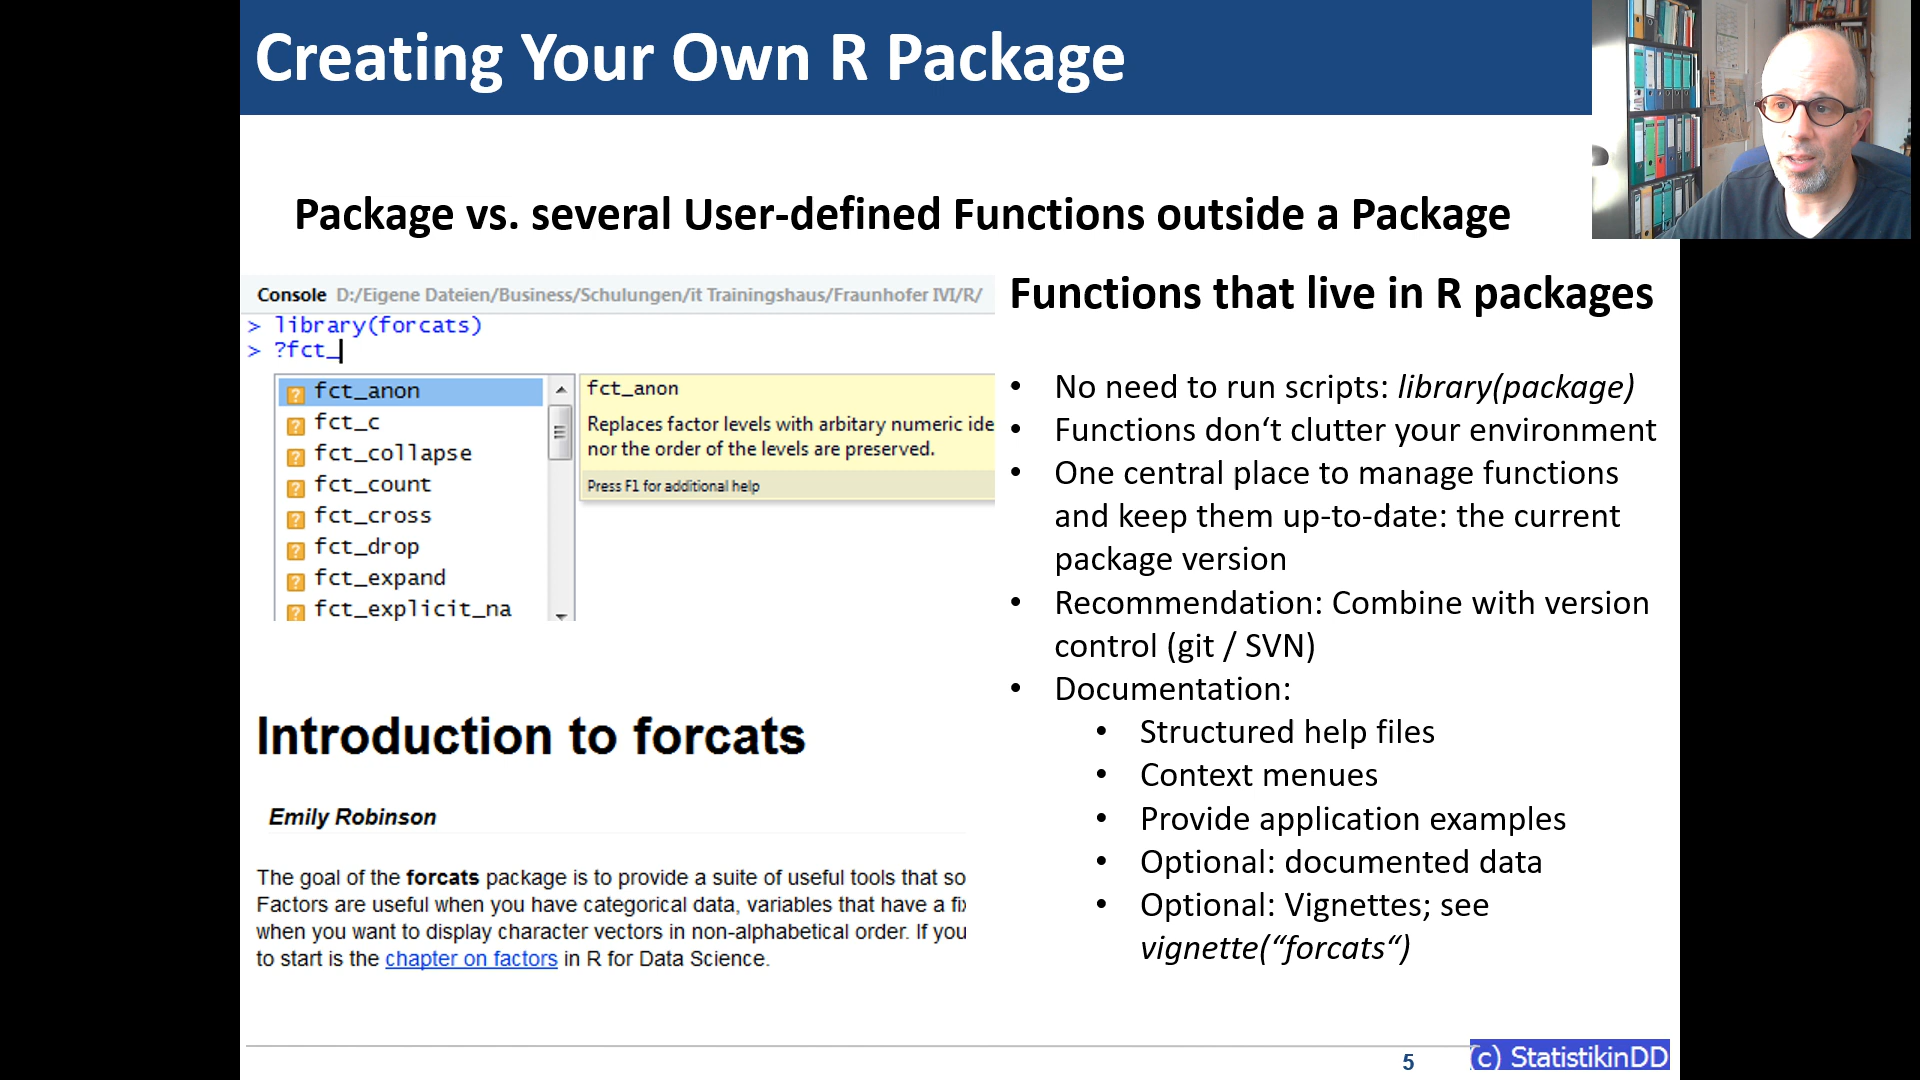 Creating Your Own R Package
Package vs. several User-defined Functions outside a Package
Console D:/Eigene Dateien/Business/Schulungen/it Trainingshaus/Fraunhofer IVI/R/
> library(forcats)
> ?fct_
fct_anon
fct_c
fct_collapse
fct_count
fct_cross
fct_drop
fct_expand
fct_explicit_na
fct_anon
Replaces factor levels with arbitary numeric ide
nor the order of the levels are preserved.
Press F1 for additional help
Introduction to forcats
Emily Robinson
The goal of the forcats package is to provide a suite of useful tools that so
Factors are useful when you have categorical data, variables that have a fix
when you want to display character vectors in non-alphabetical order. If you
to start is the chapter on factors in R for Data Science.
Functions that live in R packages
• No need to run scripts: library(package)
• Functions don‘t clutter your environment
• One central place to manage functions
and keep them up-to-date: the current
package version
• Recommendation: Combine with version
control (git / SVN)
• Documentation:
• Structured help files
• Context menues
• Provide application examples
• Optional: documented data
• Optional: Vignettes; see
vignette(“forcats“)
5
(c) StatistikinDD